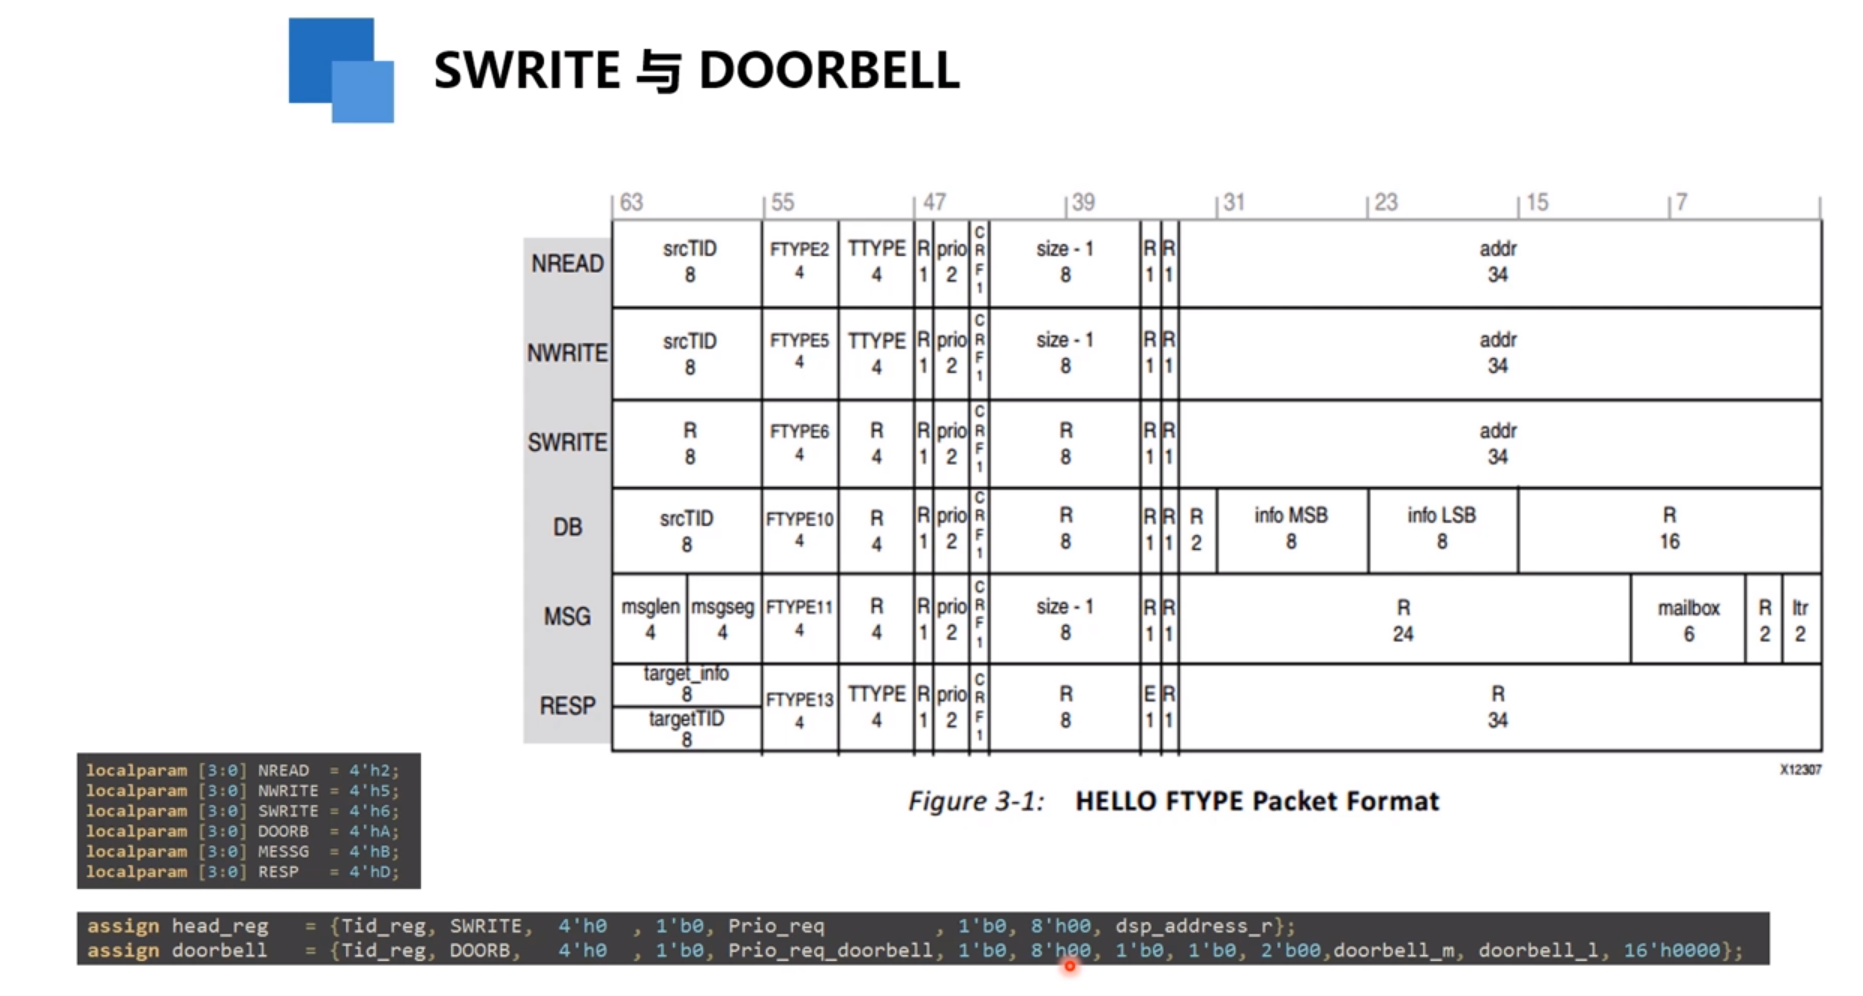 SWRITE 与 DOORBELL
63 55 47 39 31 23 15 7
NREAD srcTID 8 FTYPE2 4 TTYPE 4 R 1 prio 2 CRF 1 size - 1 8 R 1 R 1 addr 34
NWRITE srcTID 8 FTYPE5 4 TTYPE 4 R 1 prio 2 CRF 1 size - 1 8 R 1 R 1 addr 34
SWRITE R 8 FTYPE6 4 R 4 R 1 prio 2 CRF 1 R 8 R 1 R 1 addr 34
DB srcTID 8 FTYPE10 4 R 4 R 1 prio 2 CRF 1 R 8 R 1 R 1 R 2 info MSB 8 info LSB 8 R 16
MSG msglen 4 msgseg 4 FTYPE11 4 R 4 R 1 prio 2 CRF 1 size - 1 8 R 1 R 1 R 24 mailbox 6 R 2 ltr 2
RESP target_info 8 targetTID 8 FTYPE13 4 TTYPE 4 R 1 prio 2 CRF 1 R 8 E 1 R 1 R 34
X12307
Figure 3-1: HELLO FTYPE Packet Format
localparam [3:0] NREAD = 4'h2;
localparam [3:0] NWRITE = 4'h5;
localparam [3:0] SWRITE = 4'h6;
localparam [3:0] DOORB = 4'hA;
localparam [3:0] MESSG = 4'hB;
localparam [3:0] RESP = 4'hD;
assign head_reg = {Tid_reg, SWRITE, 4'h0 , 1'b0, Prio_req , 1'b0, 8'h00, dsp_address_r};
assign doorbell = {Tid_reg, DOORB, 4'h0 , 1'b0, Prio_req_doorbell, 1'b0, 8'h00, 1'b0, 1'b0, 2'b00,doorbell_m, doorbell_l, 16'h0000};